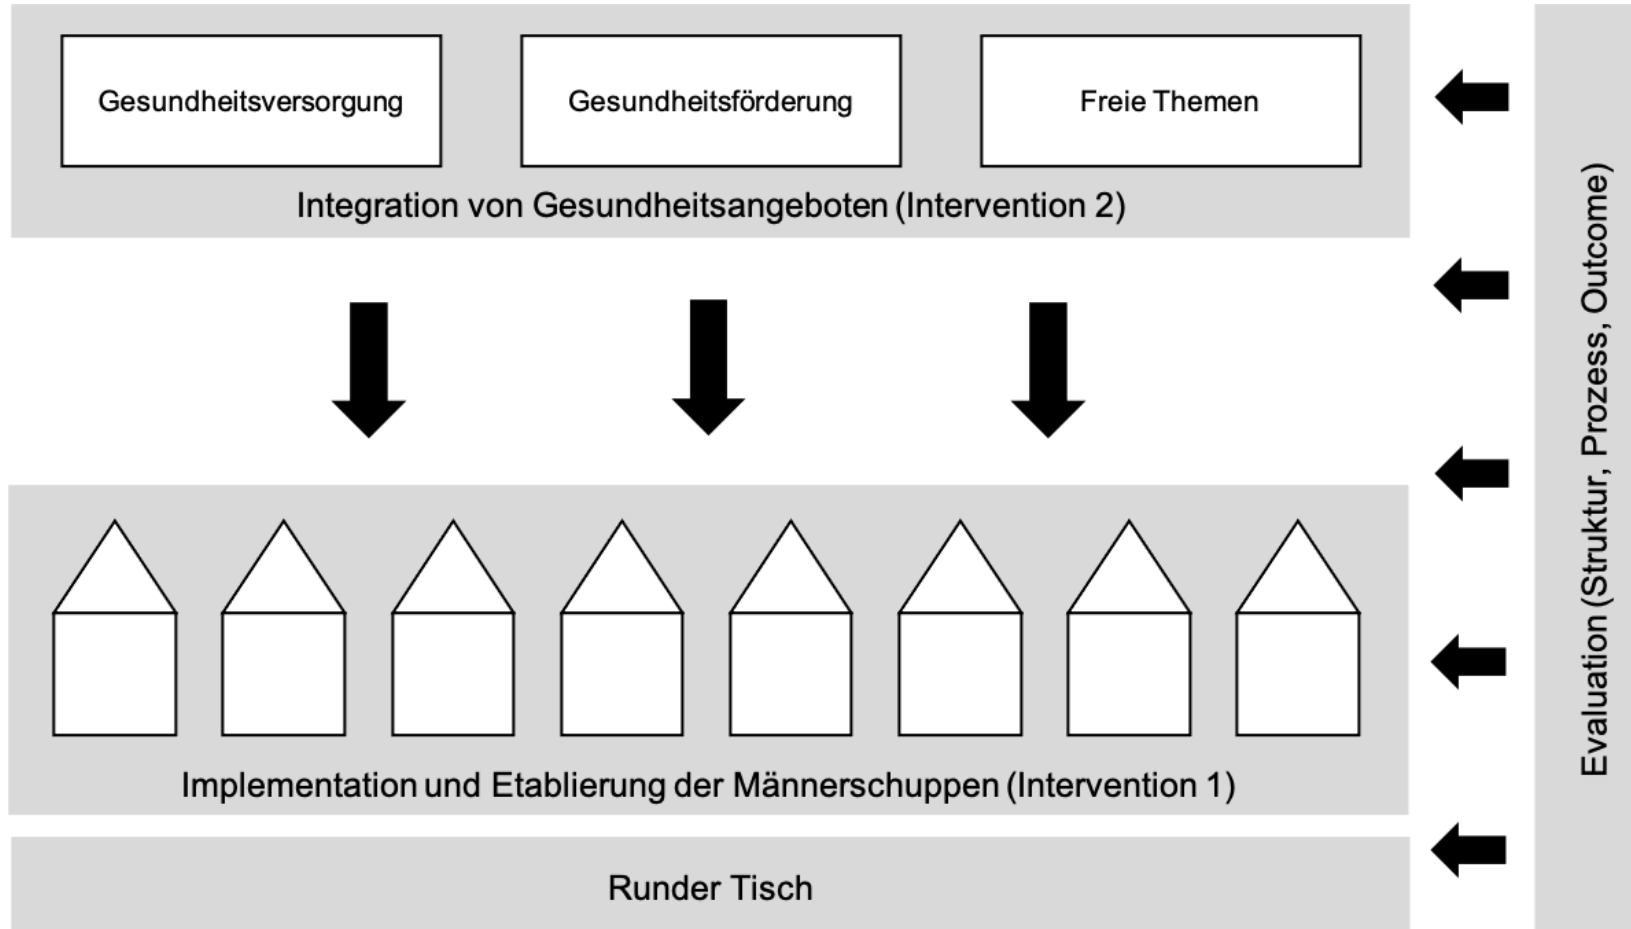 Gesundheitsversorgung
Gesundheitsförderung
Freie Themen
Integration von Gesundheitsangeboten (Intervention 2)
Implementation und Etablierung der Männerschuppen (Intervention 1)
Runder Tisch
Evaluation (Struktur, Prozess, Outcome)